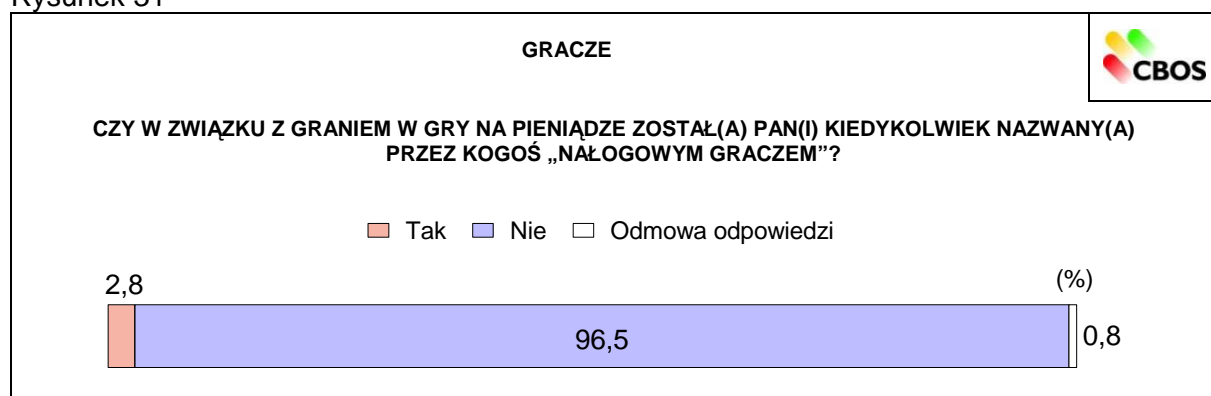 GRACZE
CBOS
CZY W ZWIĄZKU Z GRANIEM W GRY NA PIENIĄDZE ZOSTAŁ(A) PAN(I) KIEDYKOLWIEK NAZWANY(A)
PRZEZ KOGOŚ „NAŁOGOWYM GRACZEM”?
Tak Nie Odmowa odpowiedzi
2,8 (%)
96,5 0,8